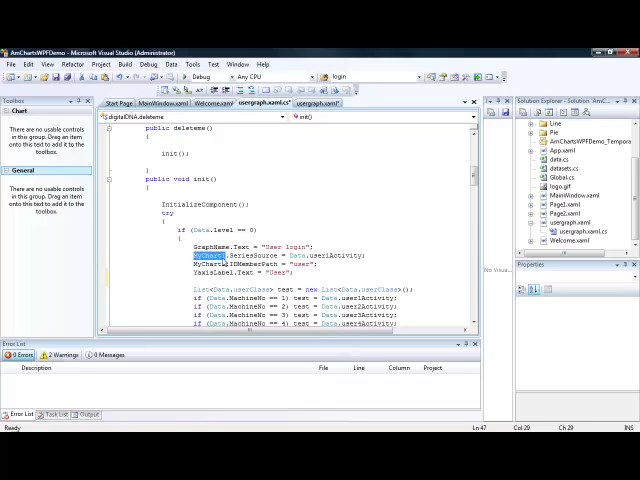 AmChartsWPFDemo - Microsoft Visual Studio (Administrator)
File Edit View Refactor Project Build Debug Data Tools Test Window Help
Debug Any CPU login
Toolbox
Chart
There are no usable controls in this group. Drag an item onto this text to add it to the toolbox.
General
There are no usable controls in this group. Drag an item onto this text to add it to the toolbox.
Start Page MainWindow.xaml Welcome.xaml usergraph.xaml.cs* usergraph.xaml*
digitalDNA.deleteme init()
public deleteme()
{
init();
}
public void init()
{
InitializeComponent();
try
{
if (Data.level == 0)
{
GraphName.Text = "User login";
MyChart1.SeriesSource = Data.user1Activity;
MyChart1.IDMemberPath = "user";
YaxisLabel.Text = "User";
List<Data.userClass> test = new List<Data.userClass>();
if (Data.MachineNo == 1) test = Data.user1Activity;
if (Data.MachineNo == 2) test = Data.user2Activity;
if (Data.MachineNo == 3) test = Data.user3Activity;
if (Data.MachineNo == 4) test = Data.user4Activity;
No Visua...
Solution Explorer - Solution 'AmC...
Line
Pie
AmChartsWPFDemo_Tempora
App.xaml
data.cs
datasets.cs
Global.cs
logo.gif
MainWindow.xaml
Page1.xaml
Page2.xaml
usergraph.xaml
usergraph.xaml.cs
Welcome.xaml
Properties
Error List
0 Errors 2 Warnings 0 Messages
Description File Line Column Project
Error List Task List Output
Ready Ln 47 Col 29 Ch 29 INS